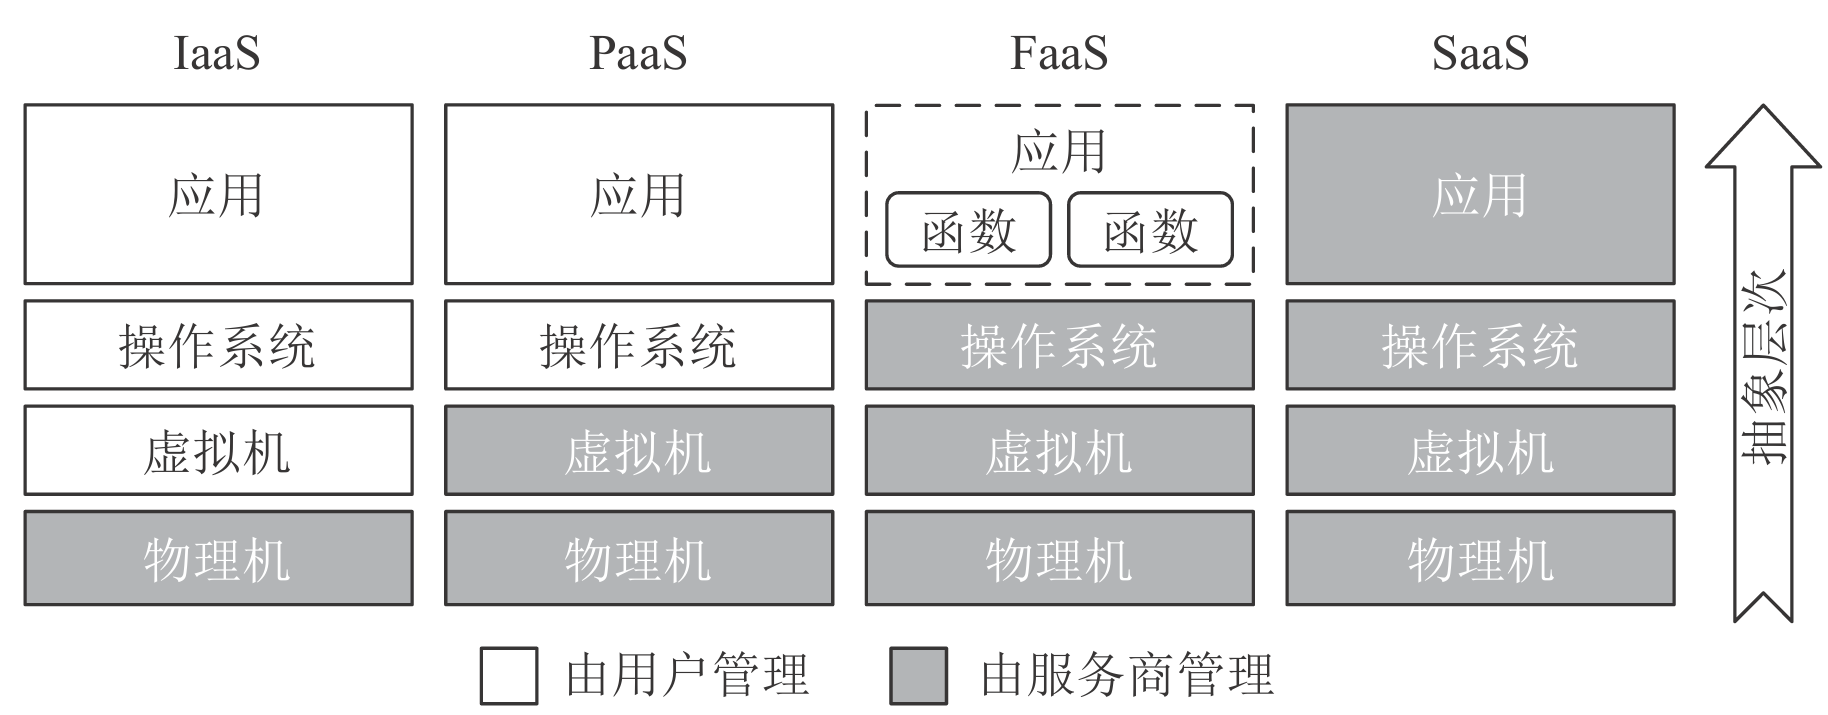 IaaS PaaS FaaS SaaS
应用 应用 应用 应用
函数 函数
操作系统 操作系统 操作系统 操作系统
虚拟机 虚拟机 虚拟机 虚拟机
物理机 物理机 物理机 物理机
抽象层次
由用户管理 由服务商管理